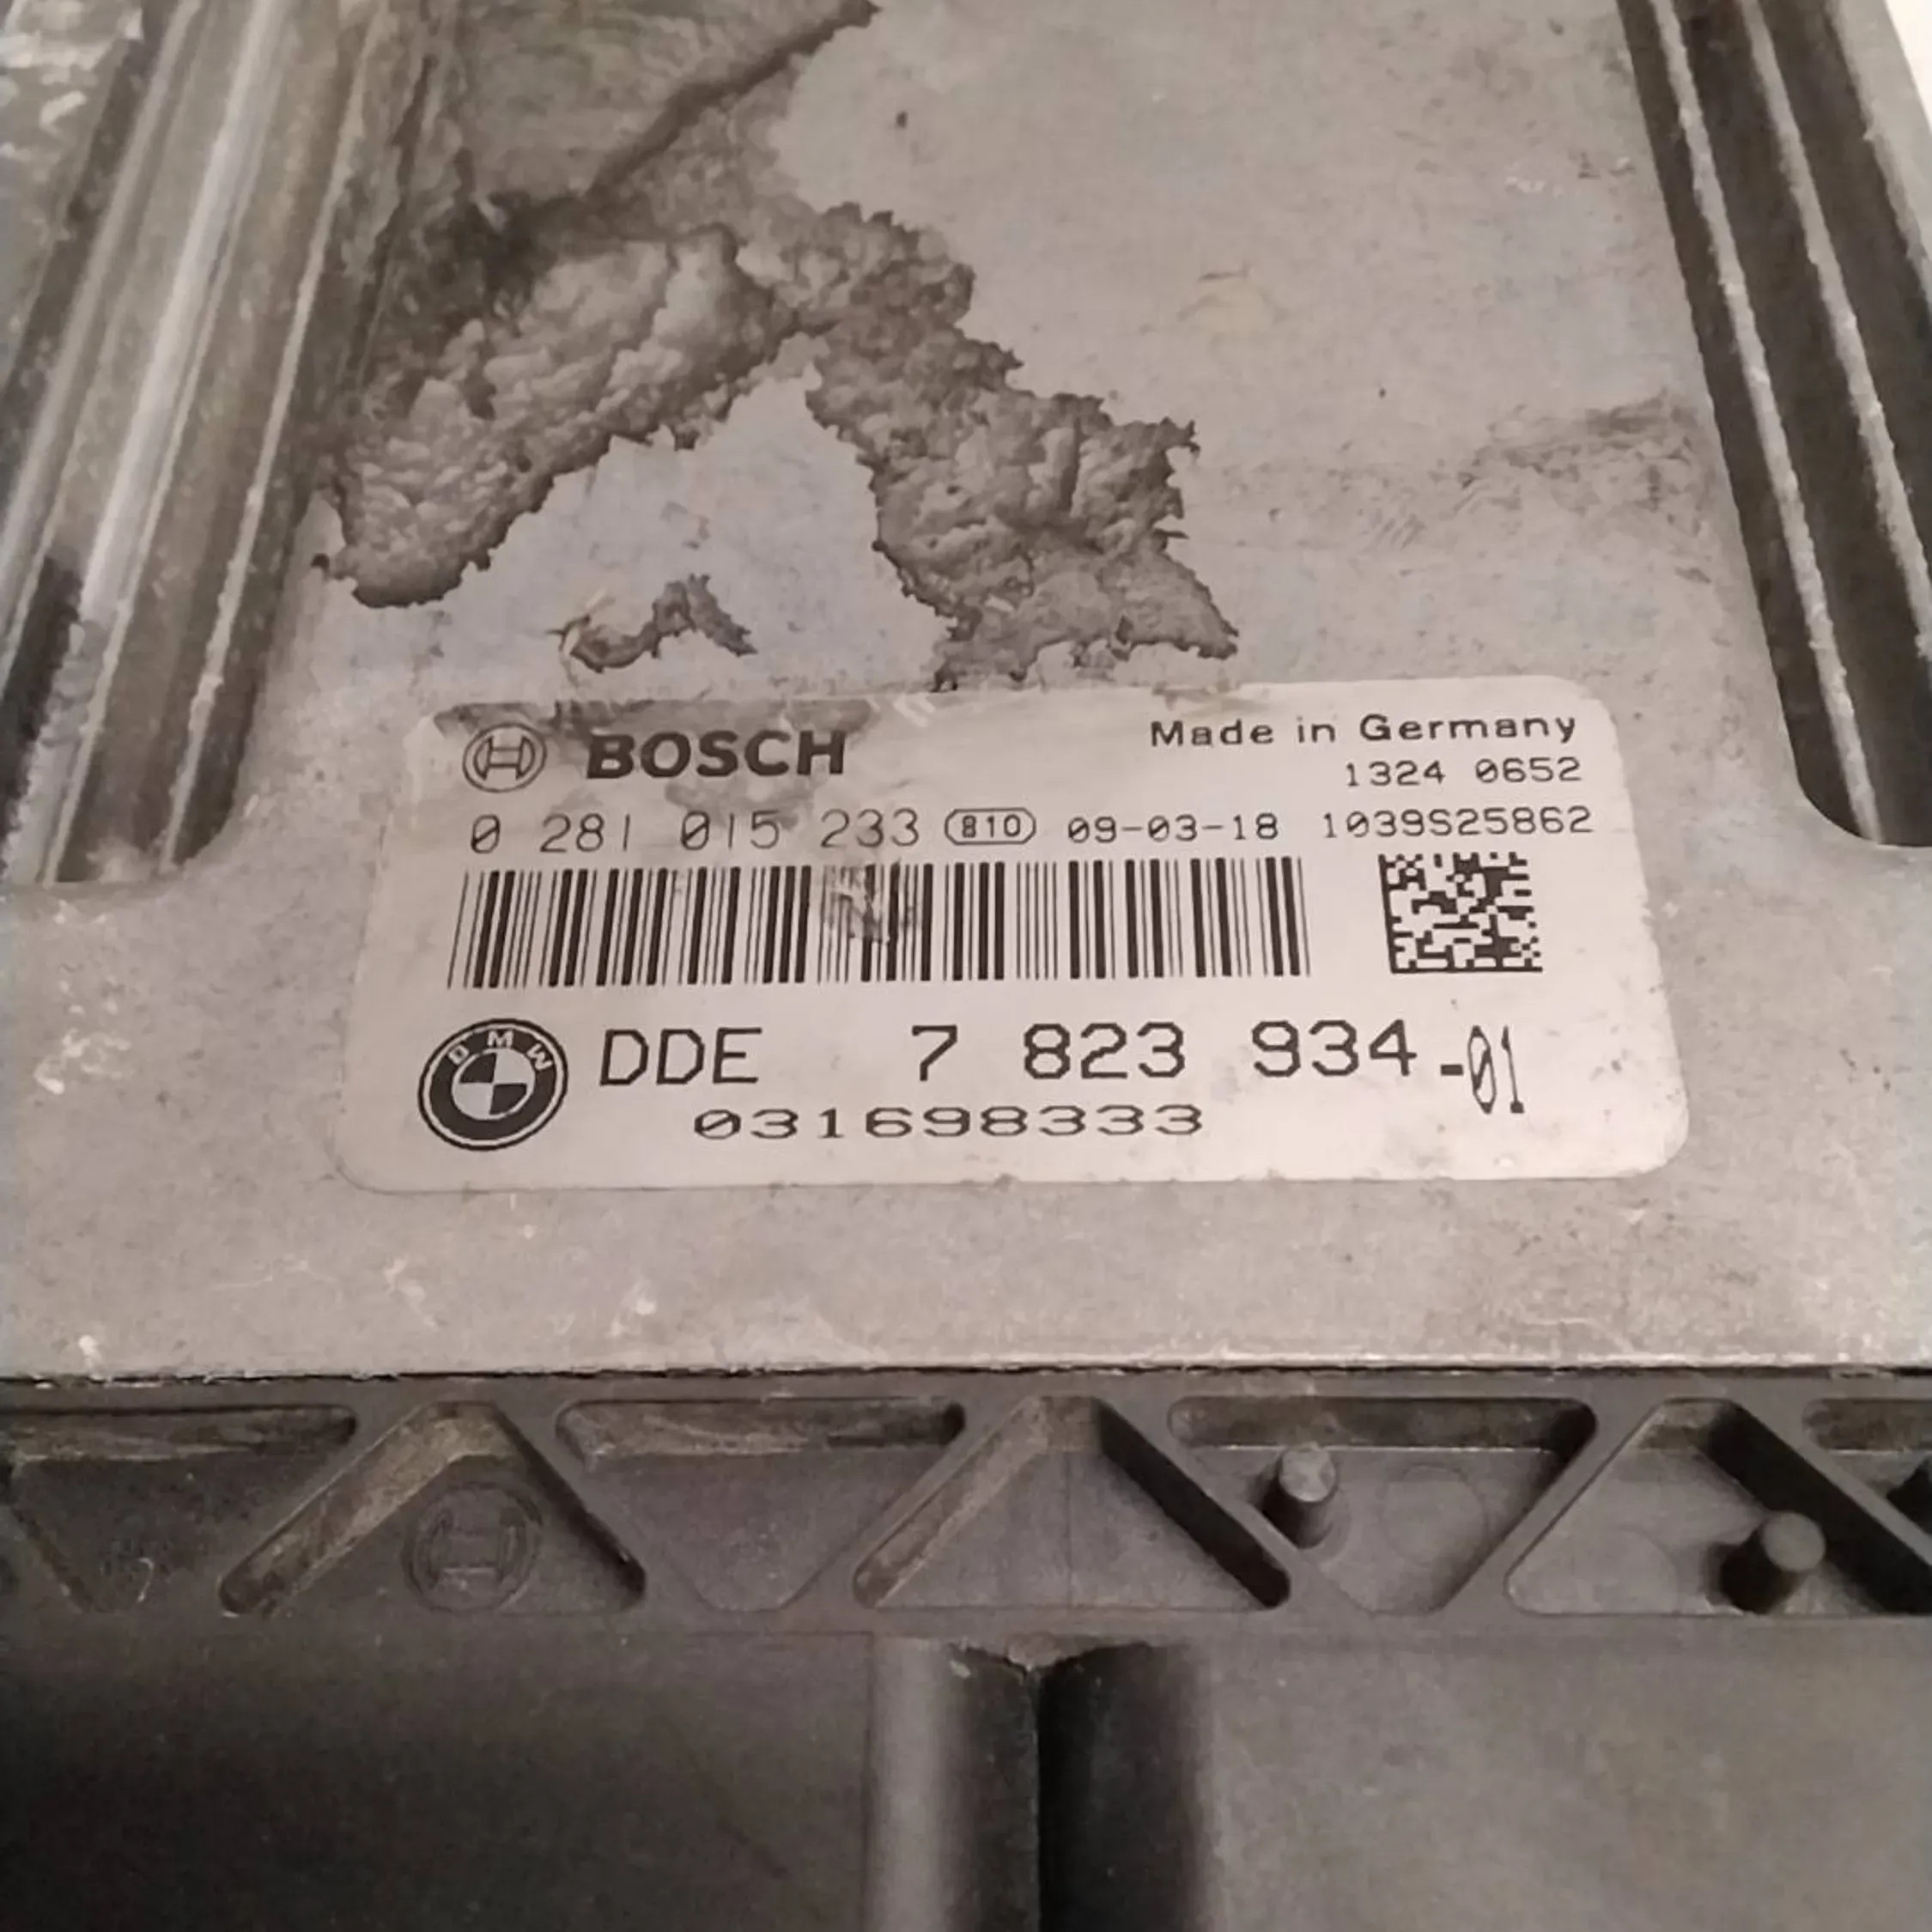 BOSCH
Made in Germany
1324 0652
0 281 015 233 810 09-03-18 1039S25862
BMW
DDE 7 823 934-01
031698333